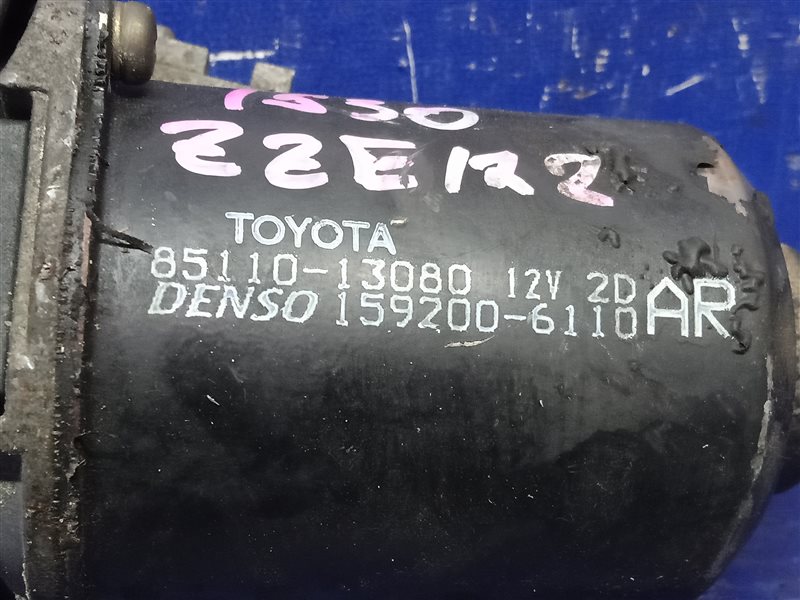 1530
ZZE122
TOYOTA
85110-13080 12V 2D
DENSO 159200-6110 AR